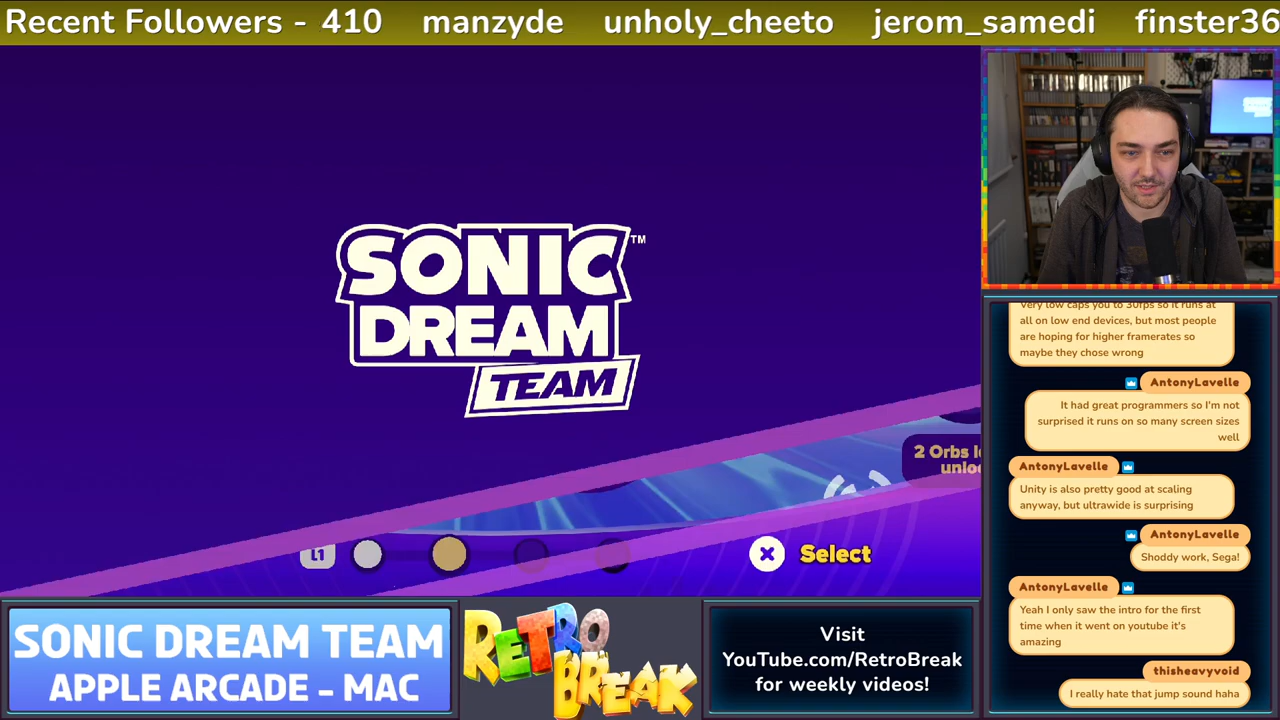 Recent Followers - 410 manzyde unholy_cheeto jerom_samedi finster36
SONIC
DREAM
TEAM
TM
2 Orbs
L1
Select
Very low caps you to 30fps so it runs at
all on low end devices, but most people
are hoping for higher framerates so
maybe they chose wrong
AntonyLavelle
It had great programmers so I'm not
surprised it runs on so many screen sizes
well
AntonyLavelle
Unity is also pretty good at scaling
anyway, but ultrawide is surprising
AntonyLavelle
Shoddy work, Sega!
AntonyLavelle
Yeah I only saw the intro for the first
time when it went on youtube it's
amazing
thisheavyvoid
I really hate that jump sound haha
SONIC DREAM TEAM
APPLE ARCADE - MAC
RETRO
BREAK
Visit
YouTube.com/RetroBreak
for weekly videos!